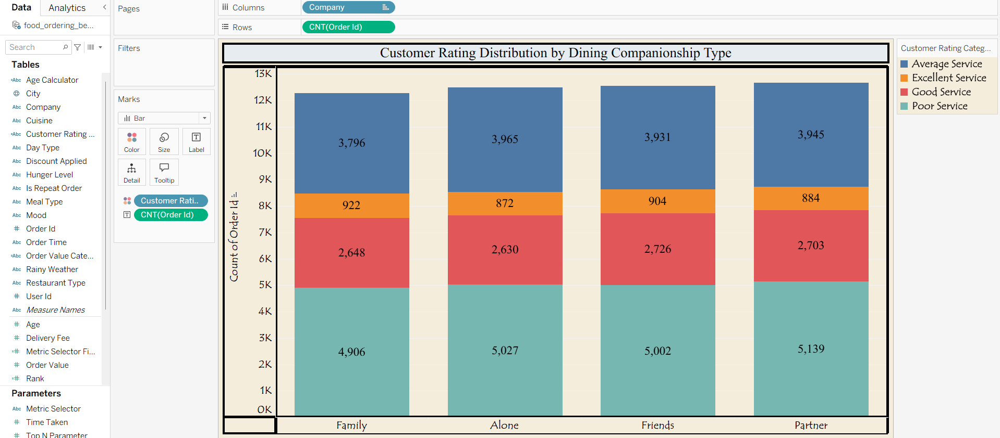 Data
Analytics
food_ordering_be...
Search
Tables
Age Calculator
City
Company
Cuisine
Customer Rating ...
Day Type
Discount Applied
Hunger Level
Is Repeat Order
Meal Type
Mood
Order Id
Order Time
Order Value Cate...
Rainy Weather
Restaurant Type
User Id
Measure Names
Age
Delivery Fee
Metric Selector Fi...
Order Value
Rank
Parameters
Metric Selector
Time Taken
Top N Parameter
Pages
Filters
Marks
Bar
Color
Size
Label
Detail
Tooltip
Customer Rati..
CNT(Order Id)
Columns
Company
Rows
CNT(Order Id)
Customer Rating Distribution by Dining Companionship Type
Count of Order Id
13K
12K
11K
10K
9K
8K
7K
6K
5K
4K
3K
2K
1K
0K
3,796
3,965
3,931
3,945
922
872
904
884
2,648
2,630
2,726
2,703
4,906
5,027
5,002
5,139
Family
Alone
Friends
Partner
Customer Rating Categ...
Average Service
Excellent Service
Good Service
Poor Service